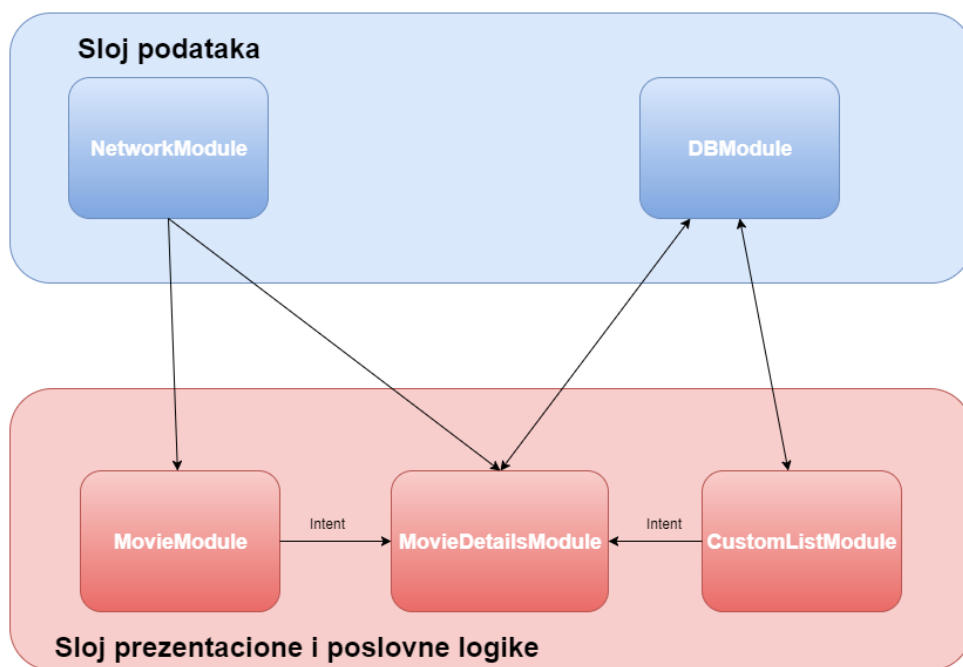 Sloj podataka
NetworkModule
DBModule
Intent
Intent
MovieModule
MovieDetailsModule
CustomListModule
Sloj prezentacione i poslovne logike